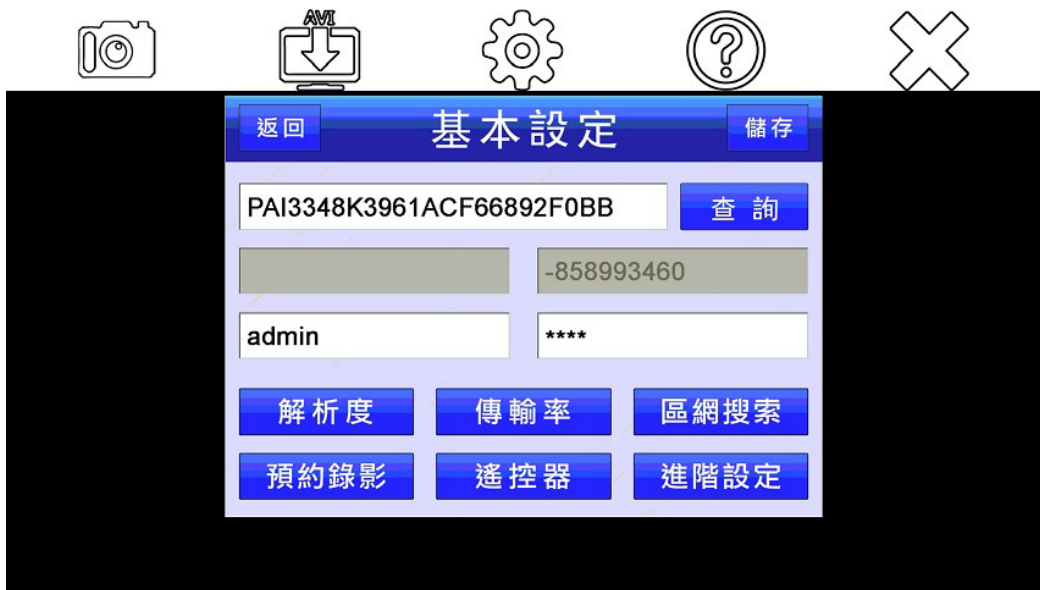 AVI
返回 基本設定 儲存
PAI3348K3961ACF66892F0BB 查詢
-858993460
admin ****
解析度 傳輸率 區網搜索
預約錄影 遙控器 進階設定